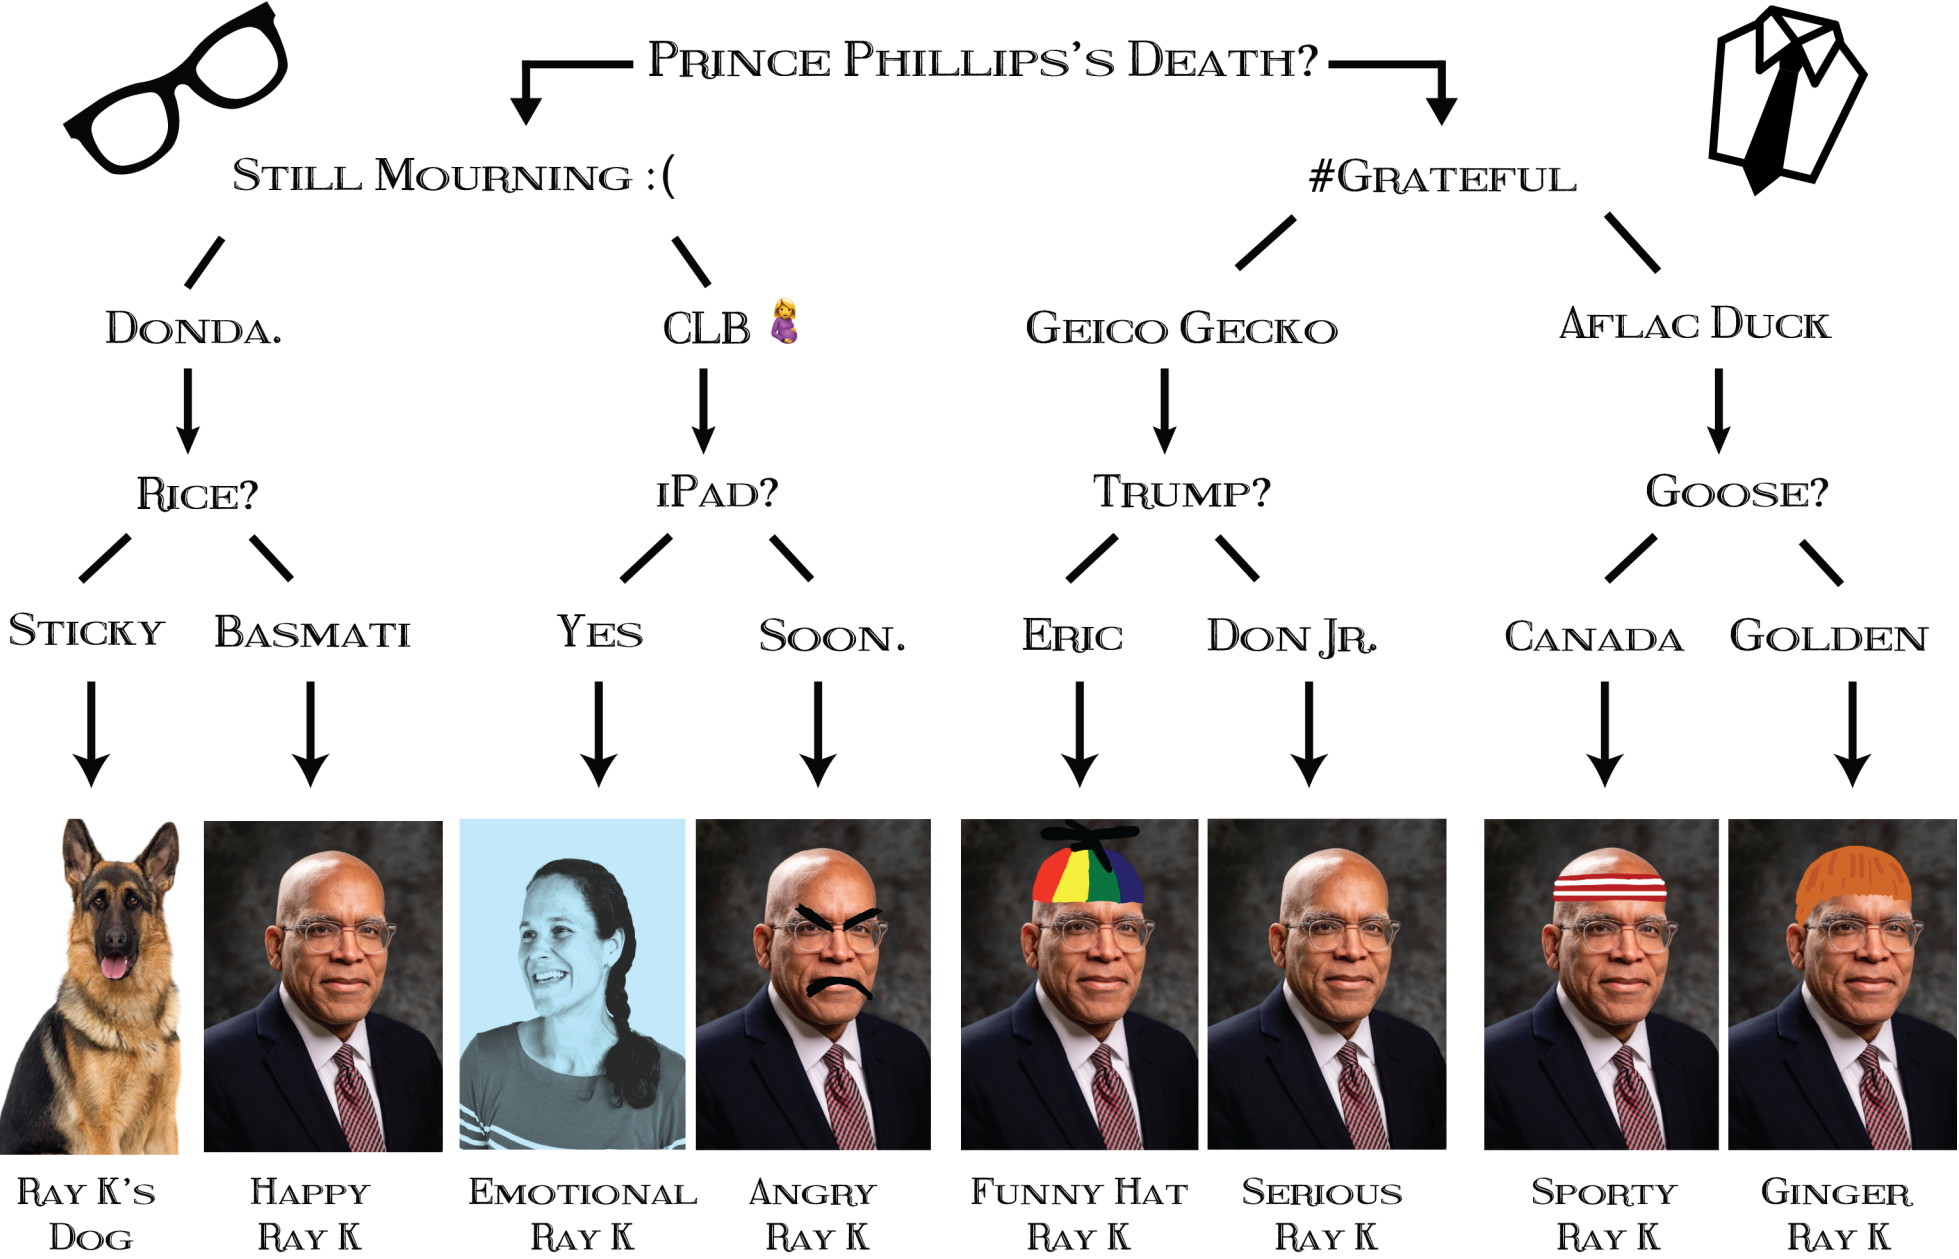 Prince Phillips's Death?
Still Mourning :(
#Grateful
Donda.
CLB 🤰
Geico Gecko
Aflac Duck
Rice?
iPad?
Trump?
Goose?
Sticky
Basmati
Yes
Soon.
Eric
Don Jr.
Canada
Golden
Ray K's
Dog
Happy
Ray K
Emotional
Ray K
Angry
Ray K
Funny Hat
Ray K
Serious
Ray K
Sporty
Ray K
Ginger
Ray K